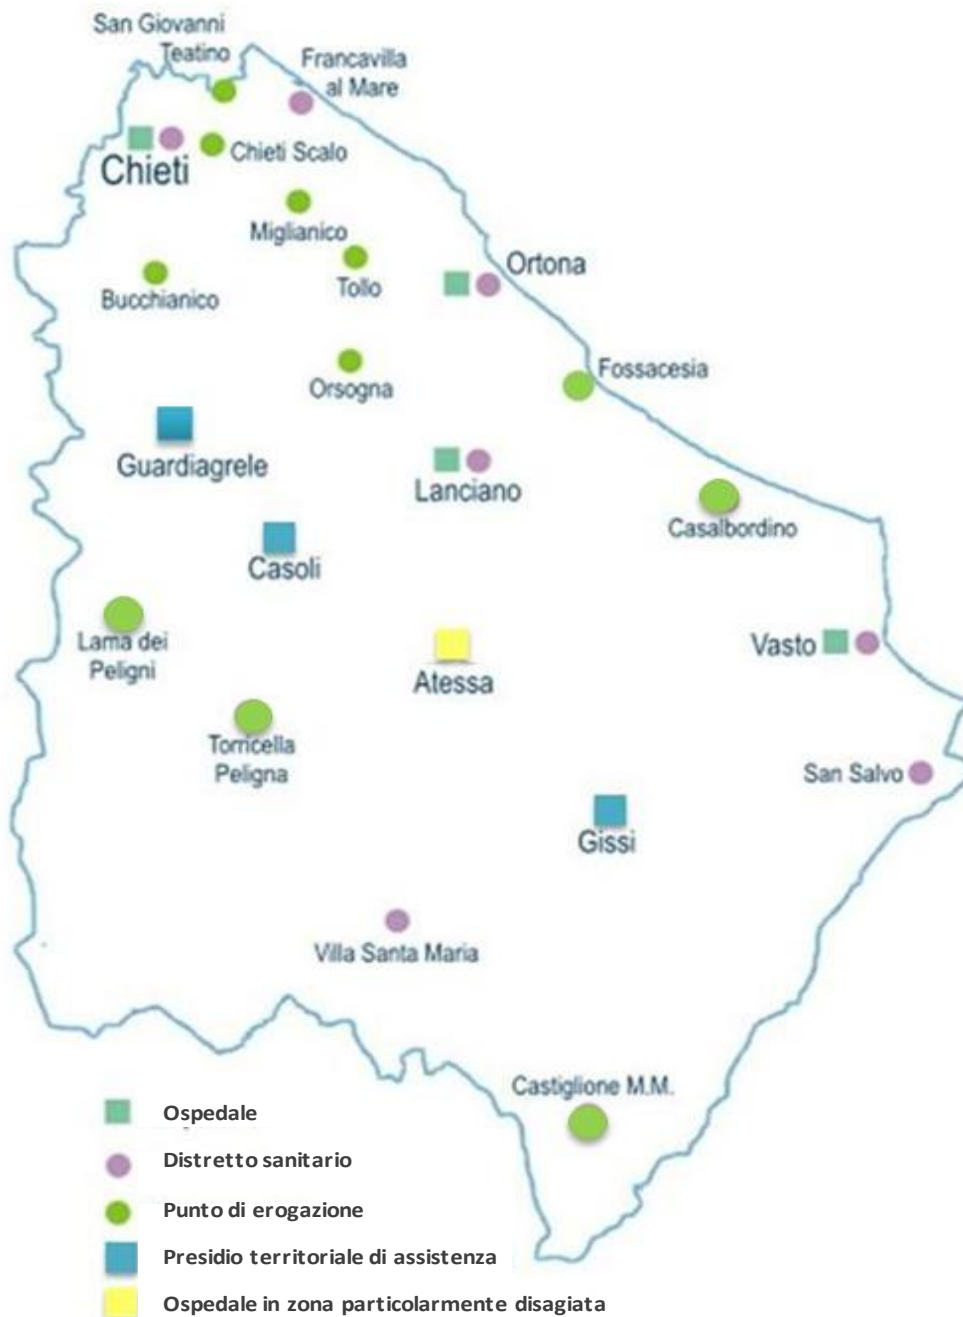 San Giovanni
Teatino
Francavilla
al Mare
Chieti
Chieti Scalo
Miglianico
Ortona
Tollo
Bucchianico
Fossacesia
Orsogna
Guardiagrele
Lanciano
Casalbordino
Casoli
Lama dei
Peligni
Vasto
Atessa
Torricella
Peligna
San Salvo
Gissi
Villa Santa Maria
Castiglione M.M.
Ospedale
Distretto sanitario
Punto di erogazione
Presidio territoriale di assistenza
Ospedale in zona particolarmente disagiata